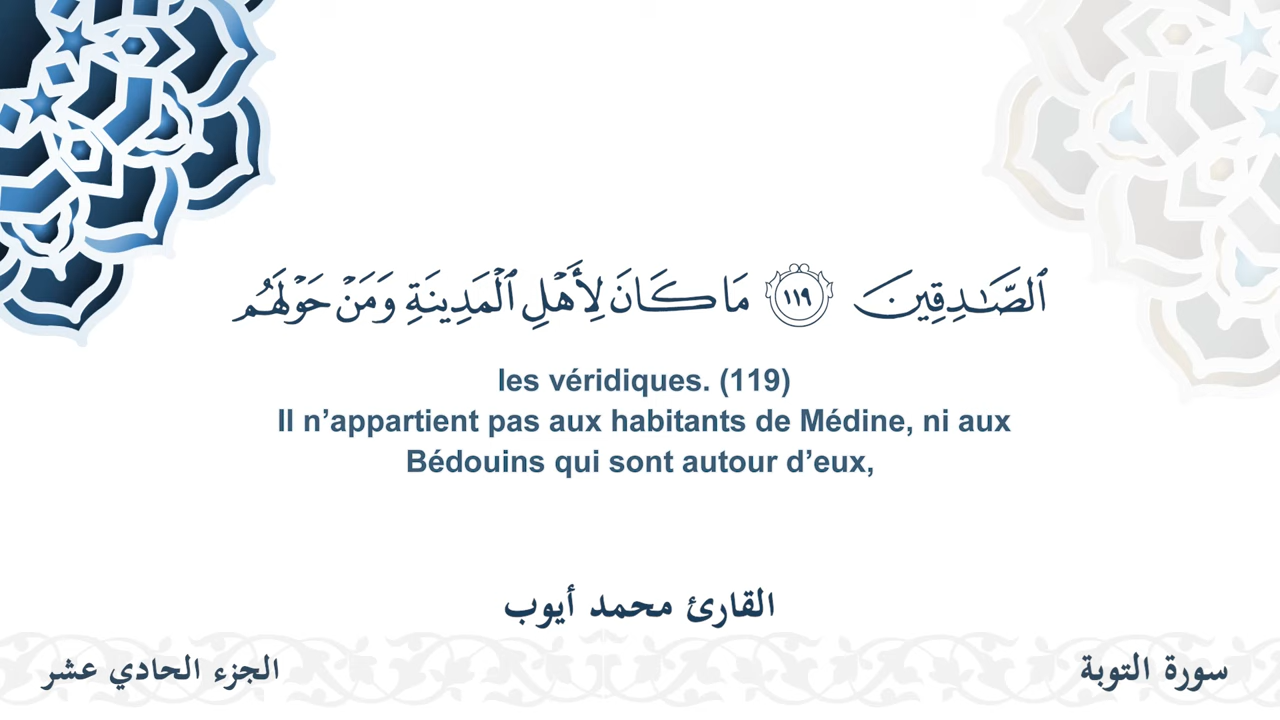 ٱلصَّـٰدِقِينَ ١١٩ مَا كَانَ لِأَهْلِ ٱلْمَدِينَةِ وَمَنْ حَوْلَهُم
les véridiques. (119)
Il n’appartient pas aux habitants de Médine, ni aux
Bédouins qui sont autour d’eux,
القارئ محمد أيوب
سورة التوبة
الجزء الحادي عشر